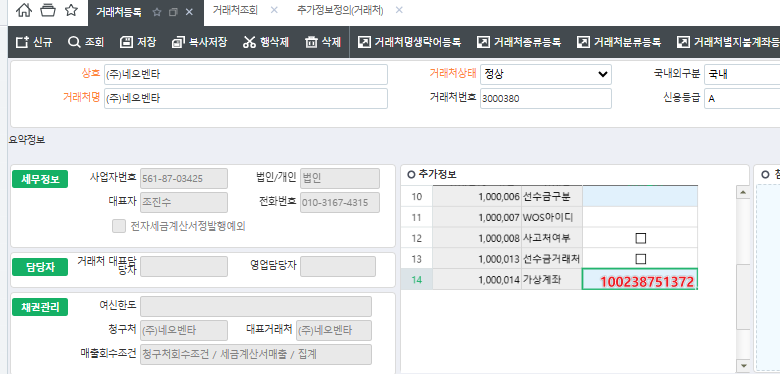 거래처등록 거래처조회 추가정보정의(거래처)
신규 조회 저장 복사저장 행삭제 삭제 거래처명생략어등록 거래처종류등록 거래처분류등록 거래처별지불계좌등
상호 (주)네오벤타 거래처상태 정상 국내외구분 국내
거래처명 (주)네오벤타 거래처번호 3000380 신용등급 A
요약정보
세무정보 사업자번호 561-87-03425 법인/개인 법인
대표자 조진수 전화번호 010-3167-4315
전자세금계산서정발행예외
담당자 거래처 대표담당자 영업담당자
채권관리 여신한도
청구처 (주)네오벤타 대표거래처 (주)네오벤타
매출회수조건 청구처회수조건 / 세금계산서매출 / 집계
추가정보
10 1,000,006 선수금구분
11 1,000,007 WOS아이디
12 1,000,008 사고처여부
13 1,000,013 선수금거래처
14 1,000,014 가상계좌 100238751372